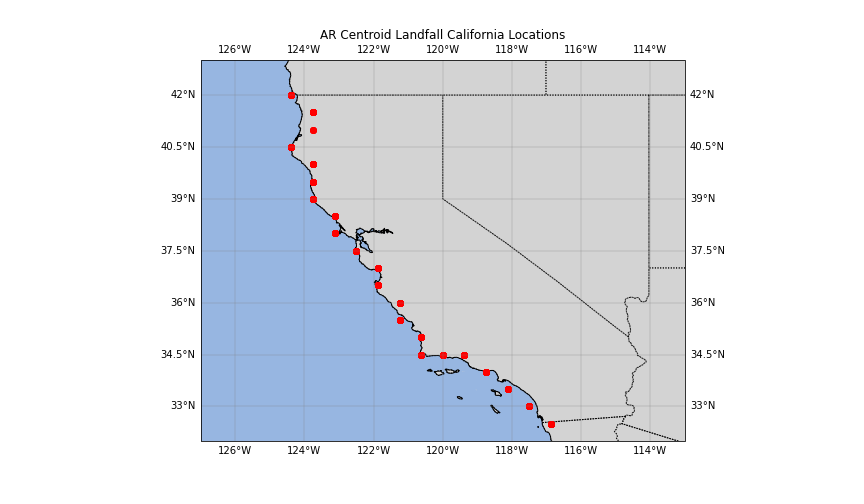 AR Centroid Landfall California Locations
126°W 124°W 122°W 120°W 118°W 116°W 114°W
42°N 42°N
40.5°N 40.5°N
39°N 39°N
37.5°N 37.5°N
36°N 36°N
34.5°N 34.5°N
33°N 33°N
126°W 124°W 122°W 120°W 118°W 116°W 114°W